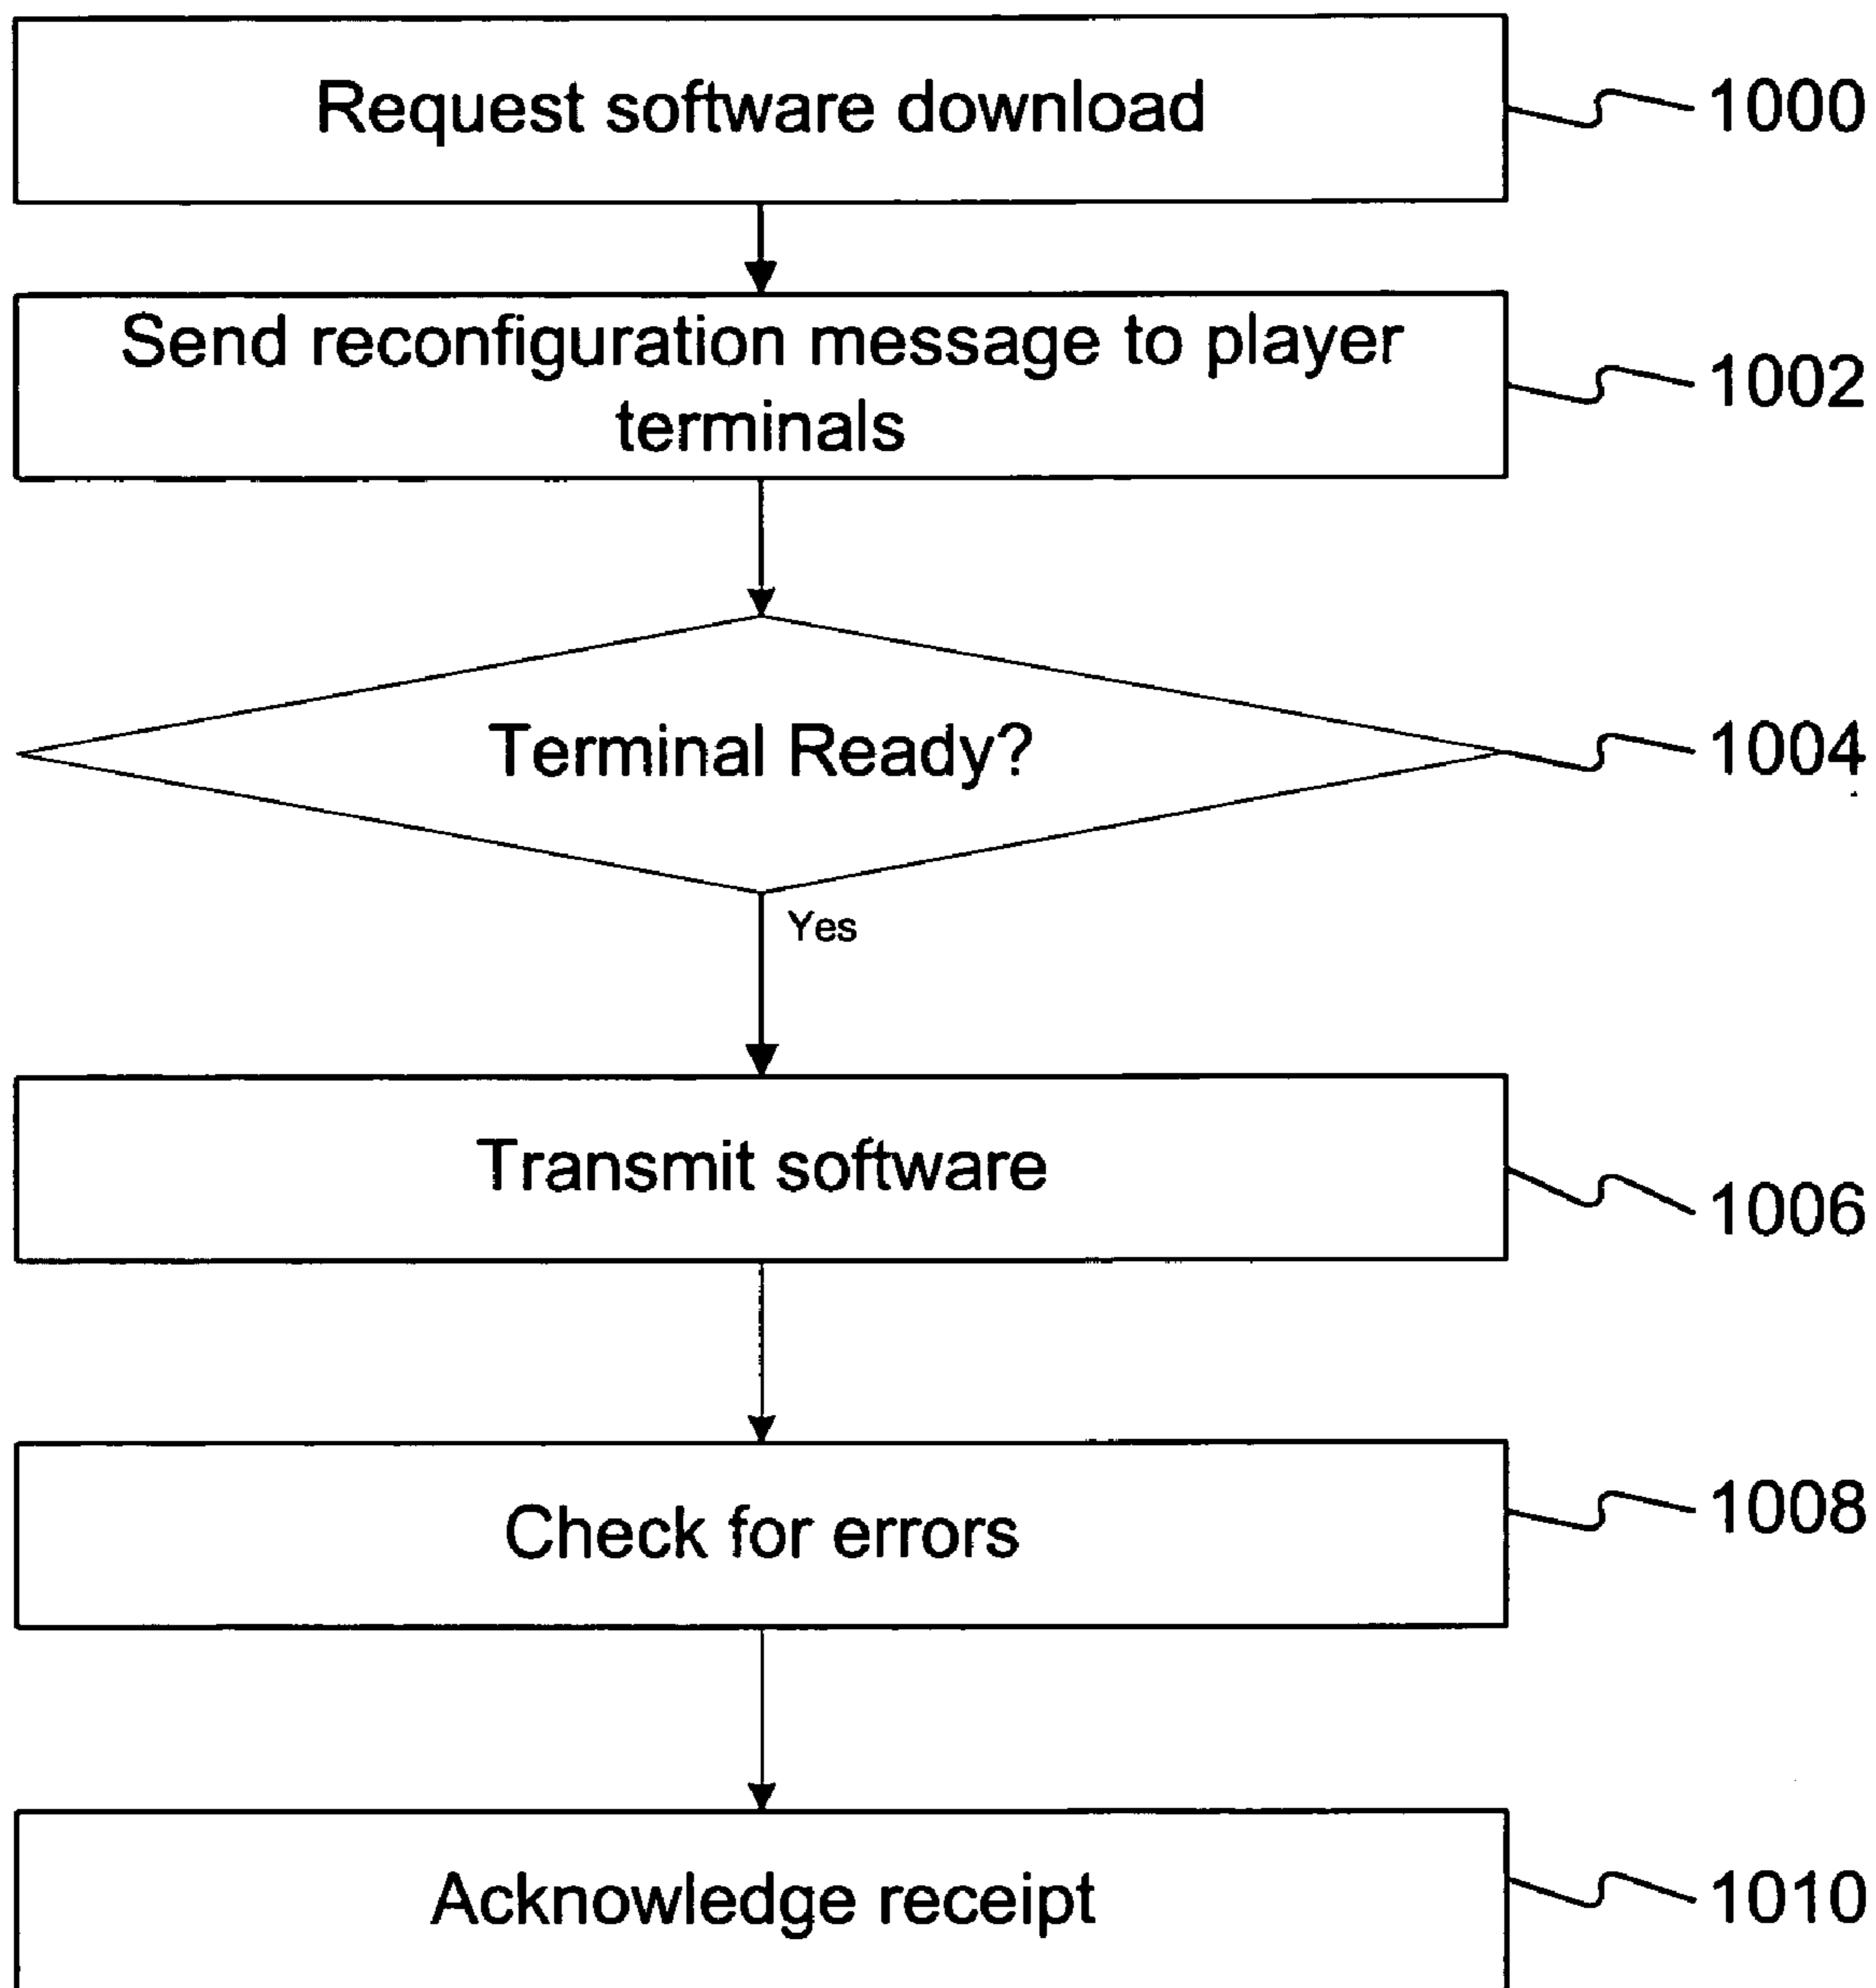 Request software download
1000
Send reconfiguration message to player
terminals
1002
Terminal Ready?
1004
Yes
Transmit software
1006
Check for errors
1008
Acknowledge receipt
1010